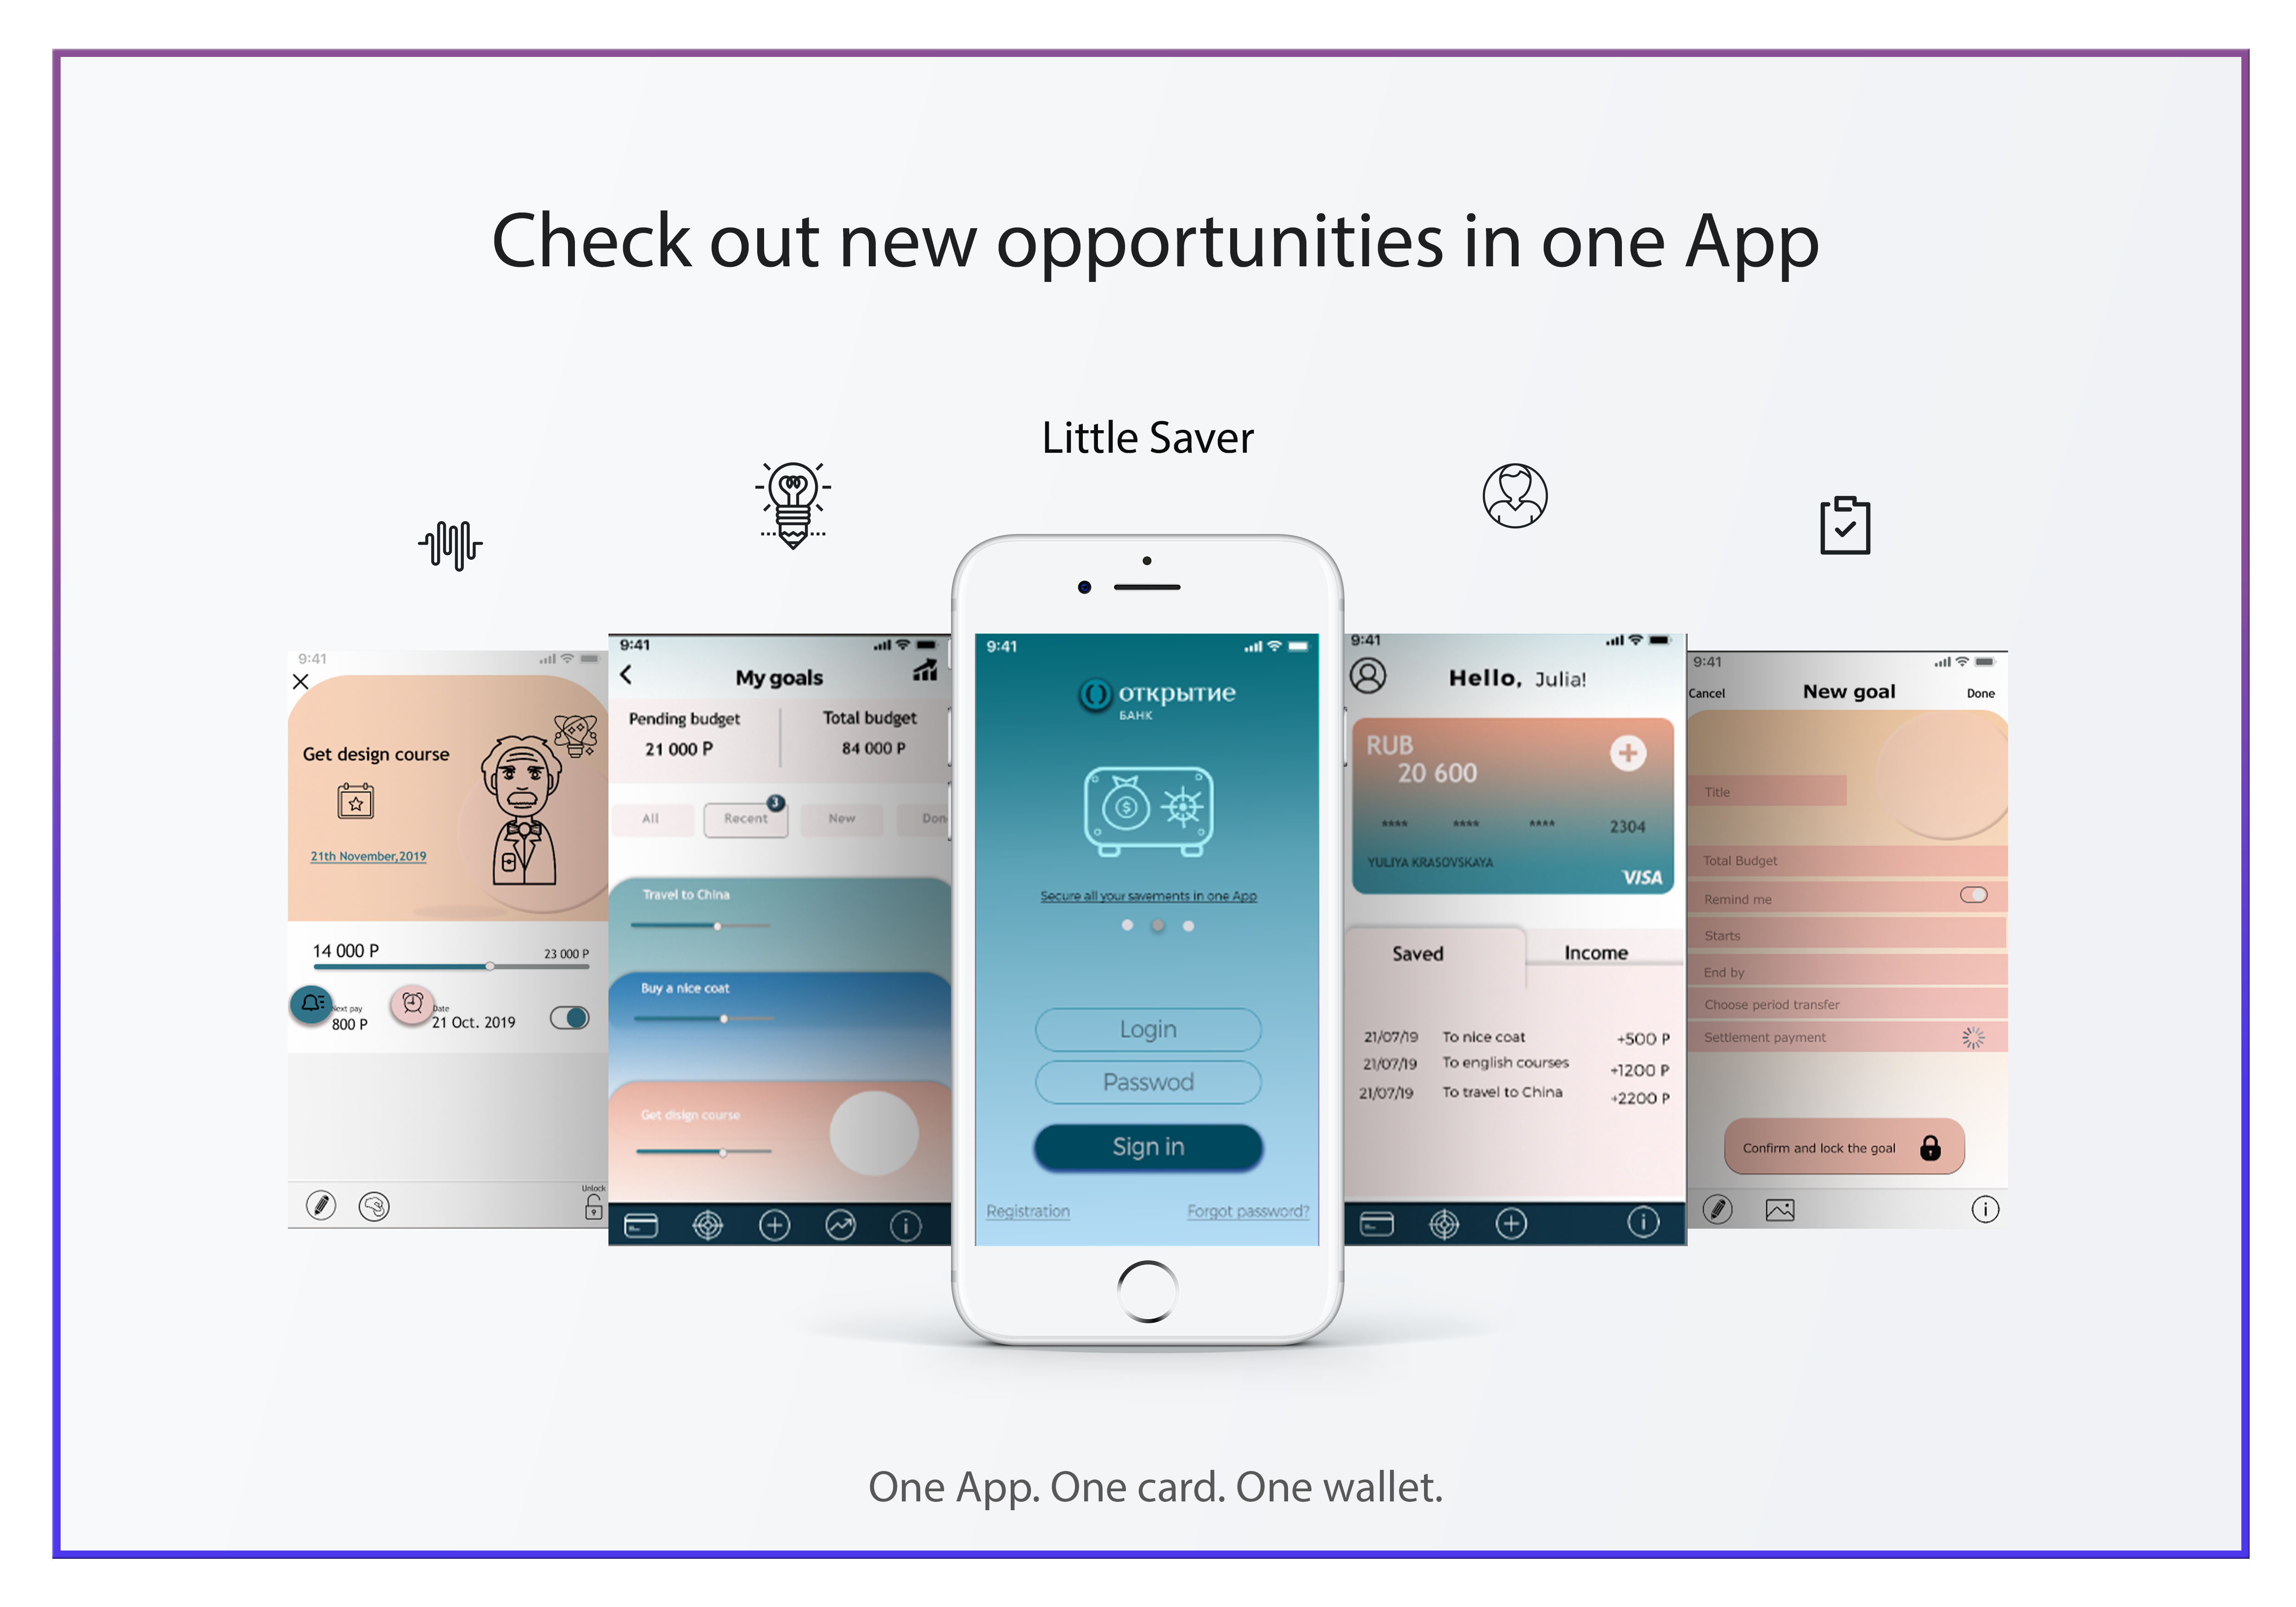 Check out new opportunities in one App
Little Saver
9:41
Get design course
21th November,2019
14 000 P
23 000 P
Next pay
800 P
Date
21 Oct. 2019
Unlock
9:41
My goals
Pending budget
21 000 P
Total budget
84 000 P
All
Recent
3
New
Don
Travel to China
Buy a nice coat
Get disign course
9:41
открытие
БАНК
Secure all your savements in one App
Login
Passwod
Sign in
Registration
Forgot password?
9:41
Hello, Julia!
RUB
20 600
**** **** **** 2304
YULIYA KRASOVSKAYA
VISA
Saved
Income
21/07/19 To nice coat +500 P
21/07/19 To english courses +1200 P
21/07/19 To travel to China +2200 P
9:41
Cancel
New goal
Done
Title
Total Budget
Remind me
Starts
End by
Choose period transfer
Settlement payment
Confirm and lock the goal
One App. One card. One wallet.